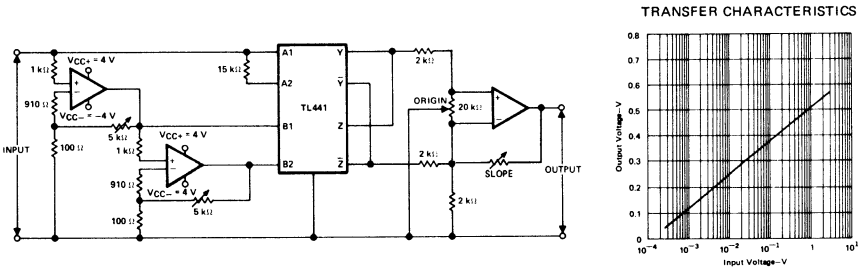 TRANSFER CHARACTERISTICS
VCC+ = 4 V
1 kΩ
+
−
910 Ω
VCC− = −4 V
5 kΩ
100 Ω
INPUT
VCC+ = 4 V
1 kΩ
+
−
910 Ω
VCC− = 4 V
5 kΩ
100 Ω
15 kΩ
A1
A2
B1
B2
TL441
Y
Y̅
Z
Z̅
2 kΩ
ORIGIN
20 kΩ
+
−
2 kΩ
SLOPE
2 kΩ
OUTPUT
Output Voltage–V
0.8
0.7
0.6
0.5
0.4
0.3
0.2
0.1
0
10−4
10−3
10−2
10−1
1
10
Input Voltage–V